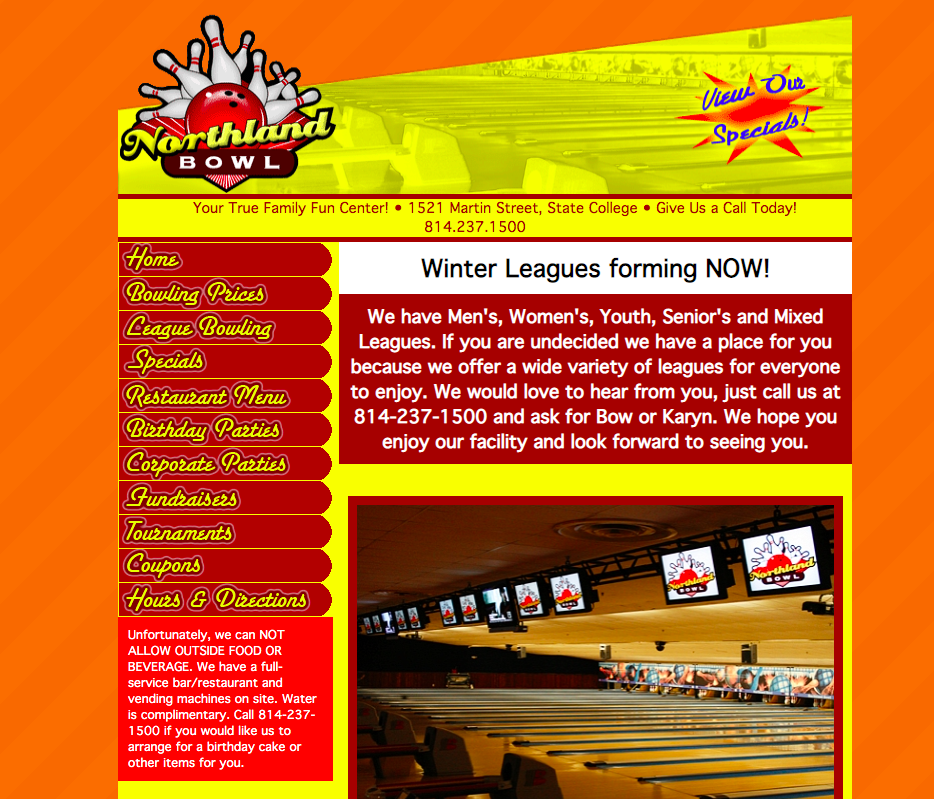 Northland
BOWL
View Our
Specials!
Your True Family Fun Center! • 1521 Martin Street, State College • Give Us a Call Today!
814.237.1500
Home
Bowling Prices
League Bowling
Specials
Restaurant Menu
Birthday Parties
Corporate Parties
Fundraisers
Tournaments
Coupons
Hours & Directions
Unfortunately, we can NOT
ALLOW OUTSIDE FOOD OR
BEVERAGE. We have a full-
service bar/restaurant and
vending machines on site. Water
is complimentary. Call 814-237-
1500 if you would like us to
arrange for a birthday cake or
other items for you.
Winter Leagues forming NOW!
We have Men's, Women's, Youth, Senior's and Mixed
Leagues. If you are undecided we have a place for you
because we offer a wide variety of leagues for everyone
to enjoy. We would love to hear from you, just call us at
814-237-1500 and ask for Bow or Karyn. We hope you
enjoy our facility and look forward to seeing you.
Northland
BOWL
Northland
BOWL